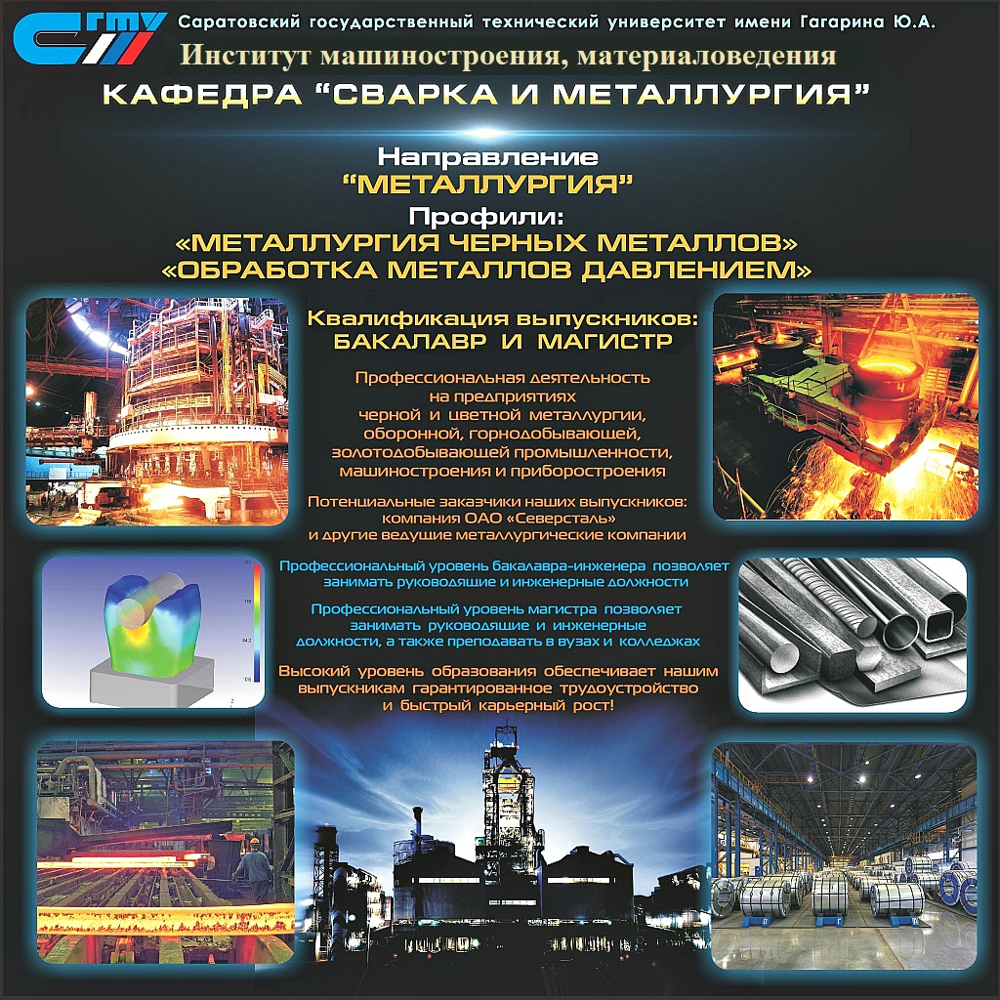 СГТУ
Саратовский государственный технический университет имени Гагарина Ю.А.
Институт машиностроения, материаловедения
КАФЕДРА “СВАРКА И МЕТАЛЛУРГИЯ”
Направление
“МЕТАЛЛУРГИЯ”
Профили:
«МЕТАЛЛУРГИЯ ЧЕРНЫХ МЕТАЛЛОВ»
«ОБРАБОТКА МЕТАЛЛОВ ДАВЛЕНИЕМ»
Квалификация выпускников:
БАКАЛАВР И МАГИСТР
Профессиональная деятельность
на предприятиях
черной и цветной металлургии,
оборонной, горнодобывающей,
золотодобывающей промышленности,
машиностроения и приборостроения
Потенциальные заказчики наших выпускников:
компания ОАО «Северсталь»
и другие ведущие металлургические компании
Профессиональный уровень бакалавра-инженера позволяет
занимать руководящие и инженерные должности
Профессиональный уровень магистра позволяет
занимать руководящие и инженерные
должности, а также преподавать в вузах и колледжах
Высокий уровень образования обеспечивает нашим
выпускникам гарантированное трудоустройство
и быстрый карьерный рост!